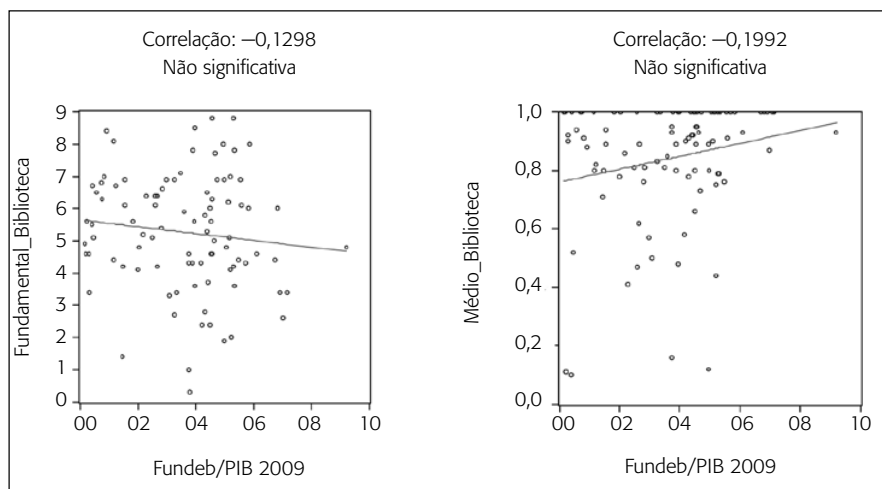 Correlação: −0,1298
Não significativa
Fundamental_Biblioteca
9
8
7
6
5
4
3
2
1
0
00 02 04 06 08 10
Fundeb/PIB 2009
Correlação: −0,1992
Não significativa
Médio_Biblioteca
1,0
0,8
0,6
0,4
0,2
0,0
00 02 04 06 08 10
Fundeb/PIB 2009